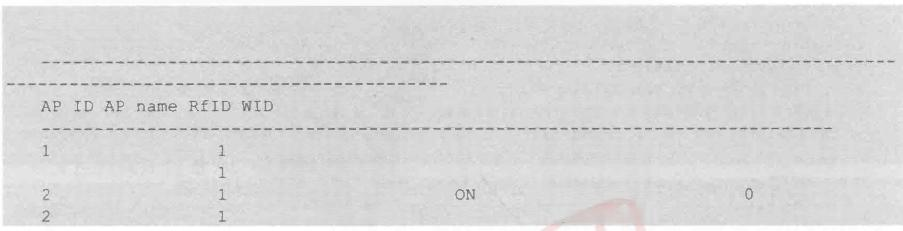 AP ID AP name RfID WID
1 1
1
2 1 ON 0
2 1